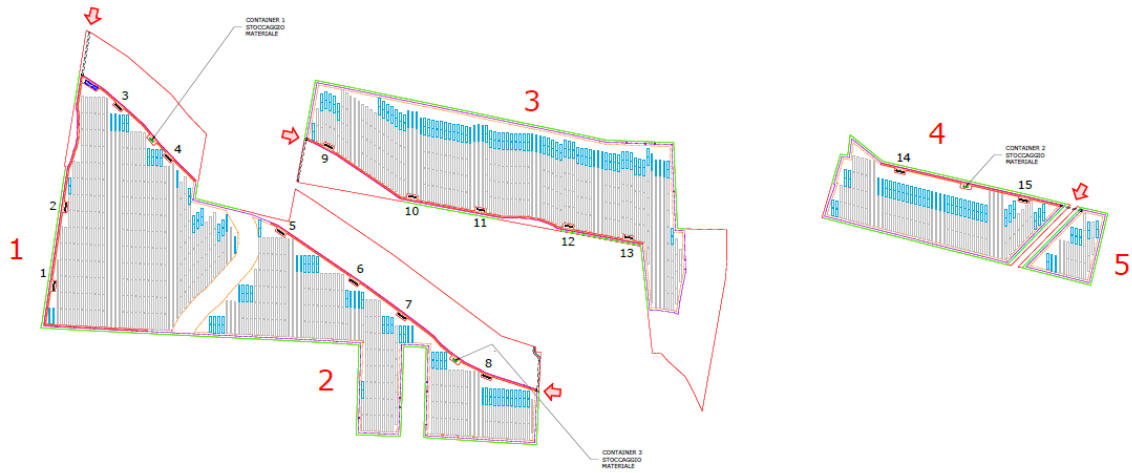 CONTAINER 1
STOCCAGGIO
MATERIALE
3
4
2
1
1
5
6
7
8
2
CONTAINER 3
STOCCAGGIO
MATERIALE
3
9
10
11
12
13
4
14
CONTAINER 2
STOCCAGGIO
MATERIALE
15
5